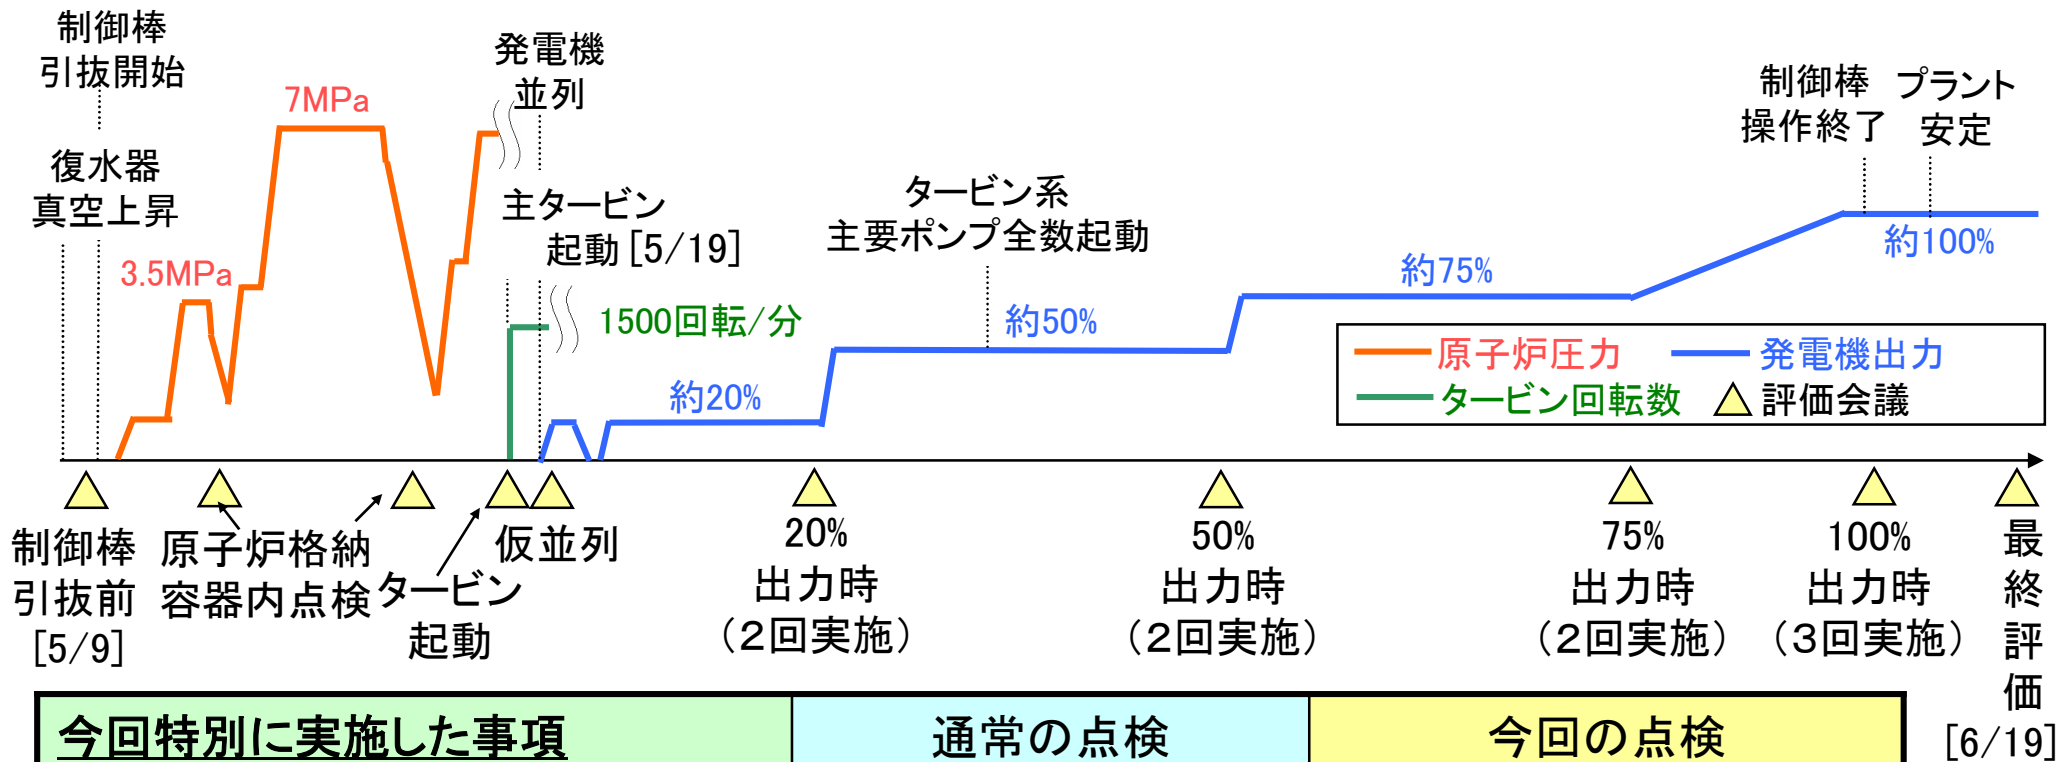 制御棒
引抜開始
復水器
真空上昇
3.5MPa
7MPa
発電機
並列
主タービン
起動[5/19]
1500回転/分
タービン系
主要ポンプ全数起動
制御棒
操作終了
プラント
安定
約20%
約50%
約75%
約100%
原子炉圧力
発電機出力
タービン回転数
評価会議
制御棒
引抜前
[5/9]
原子炉格納
容器内点検
タービン
起動
仮並列
20%
出力時
（2回実施）
50%
出力時
（2回実施）
75%
出力時
（2回実施）
100%
出力時
（3回実施）
最終評価
[6/19]
今回特別に実施した事項
通常の点検
今回の点検